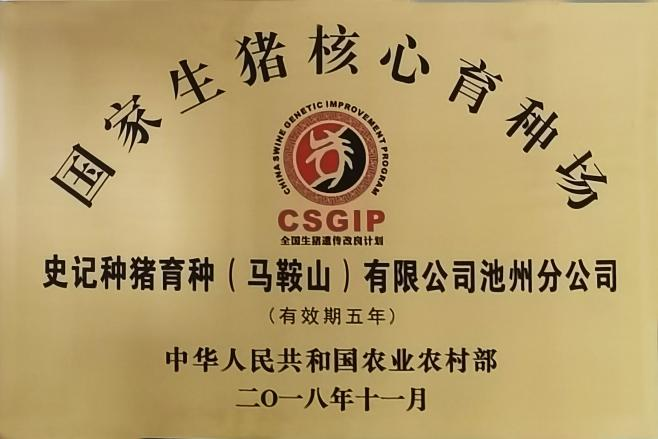 国家生猪核心育种场
CHINA SWINE GENETIC IMPROVEMENT PROGRAM
CSGIP
全国生猪遗传改良计划
史记种猪育种(马鞍山)有限公司池州分公司
(有效期五年)
中华人民共和国农业农村部
二〇一八年十一月